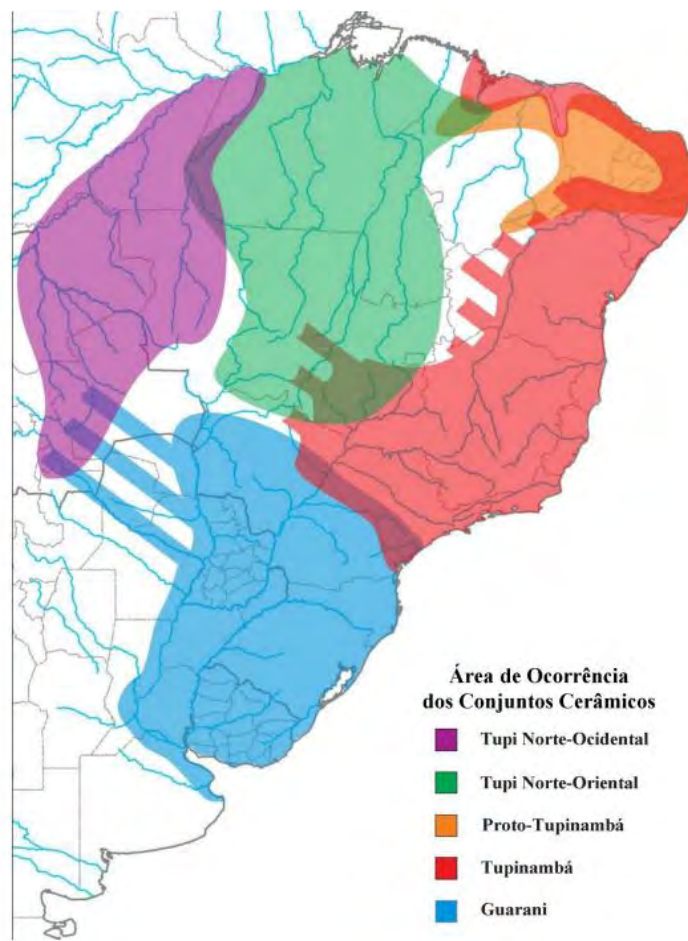 Área de Ocorrência
dos Conjuntos Cerâmicos
Tupi Norte-Ocidental
Tupi Norte-Oriental
Proto-Tupinambá
Tupinambá
Guarani